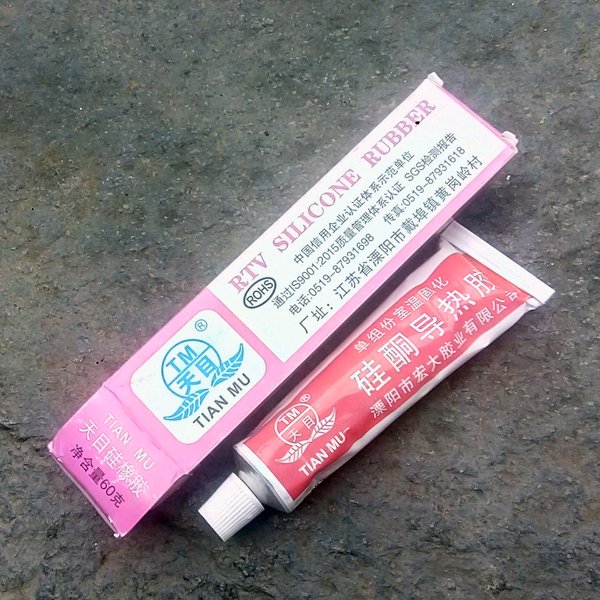 RTV SILICONE RUBBER
中国信用企业认证体系示范单位
通过IS9001:2015质量管理体系认证 SGS检测报告
电话:0519-87931698 传真:0519-87931618
厂址：江苏省溧阳市戴埠镇黄岗岭村
ROHS
TM
天目
®
TIAN MU
TIAN MU
天目硅橡胶
净含量60克
单组份室温固化
硅酮导热胶
溧阳市宏大胶业有限公司
TM
天目
®
TIAN MU